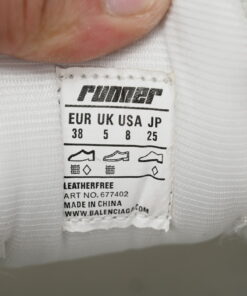 runner
EUR UK USA JP
38 5 8 25
LEATHERFREE
ART NO. 677402
MADE IN CHINA
WWW.BALENCIAGA.COM